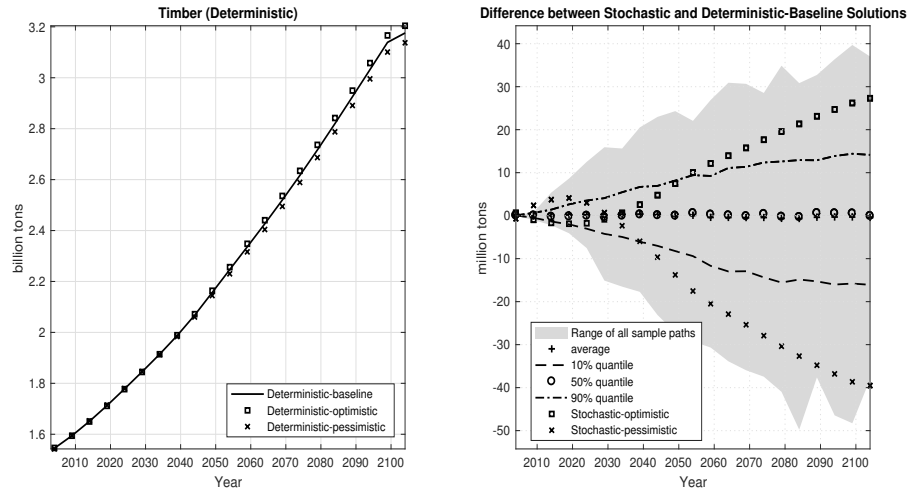 Timber (Deterministic)
3.2
3
2.8
2.6
2.4
2.2
2
1.8
1.6
billion tons
2010 2020 2030 2040 2050 2060 2070 2080 2090 2100
Year
Deterministic-baseline
Deterministic-optimistic
Deterministic-pessimistic
Difference between Stochastic and Deterministic-Baseline Solutions
40
30
20
10
0
-10
-20
-30
-40
-50
million tons
2010 2020 2030 2040 2050 2060 2070 2080 2090 2100
Year
Range of all sample paths
average
10% quantile
50% quantile
90% quantile
Stochastic-optimistic
Stochastic-pessimistic